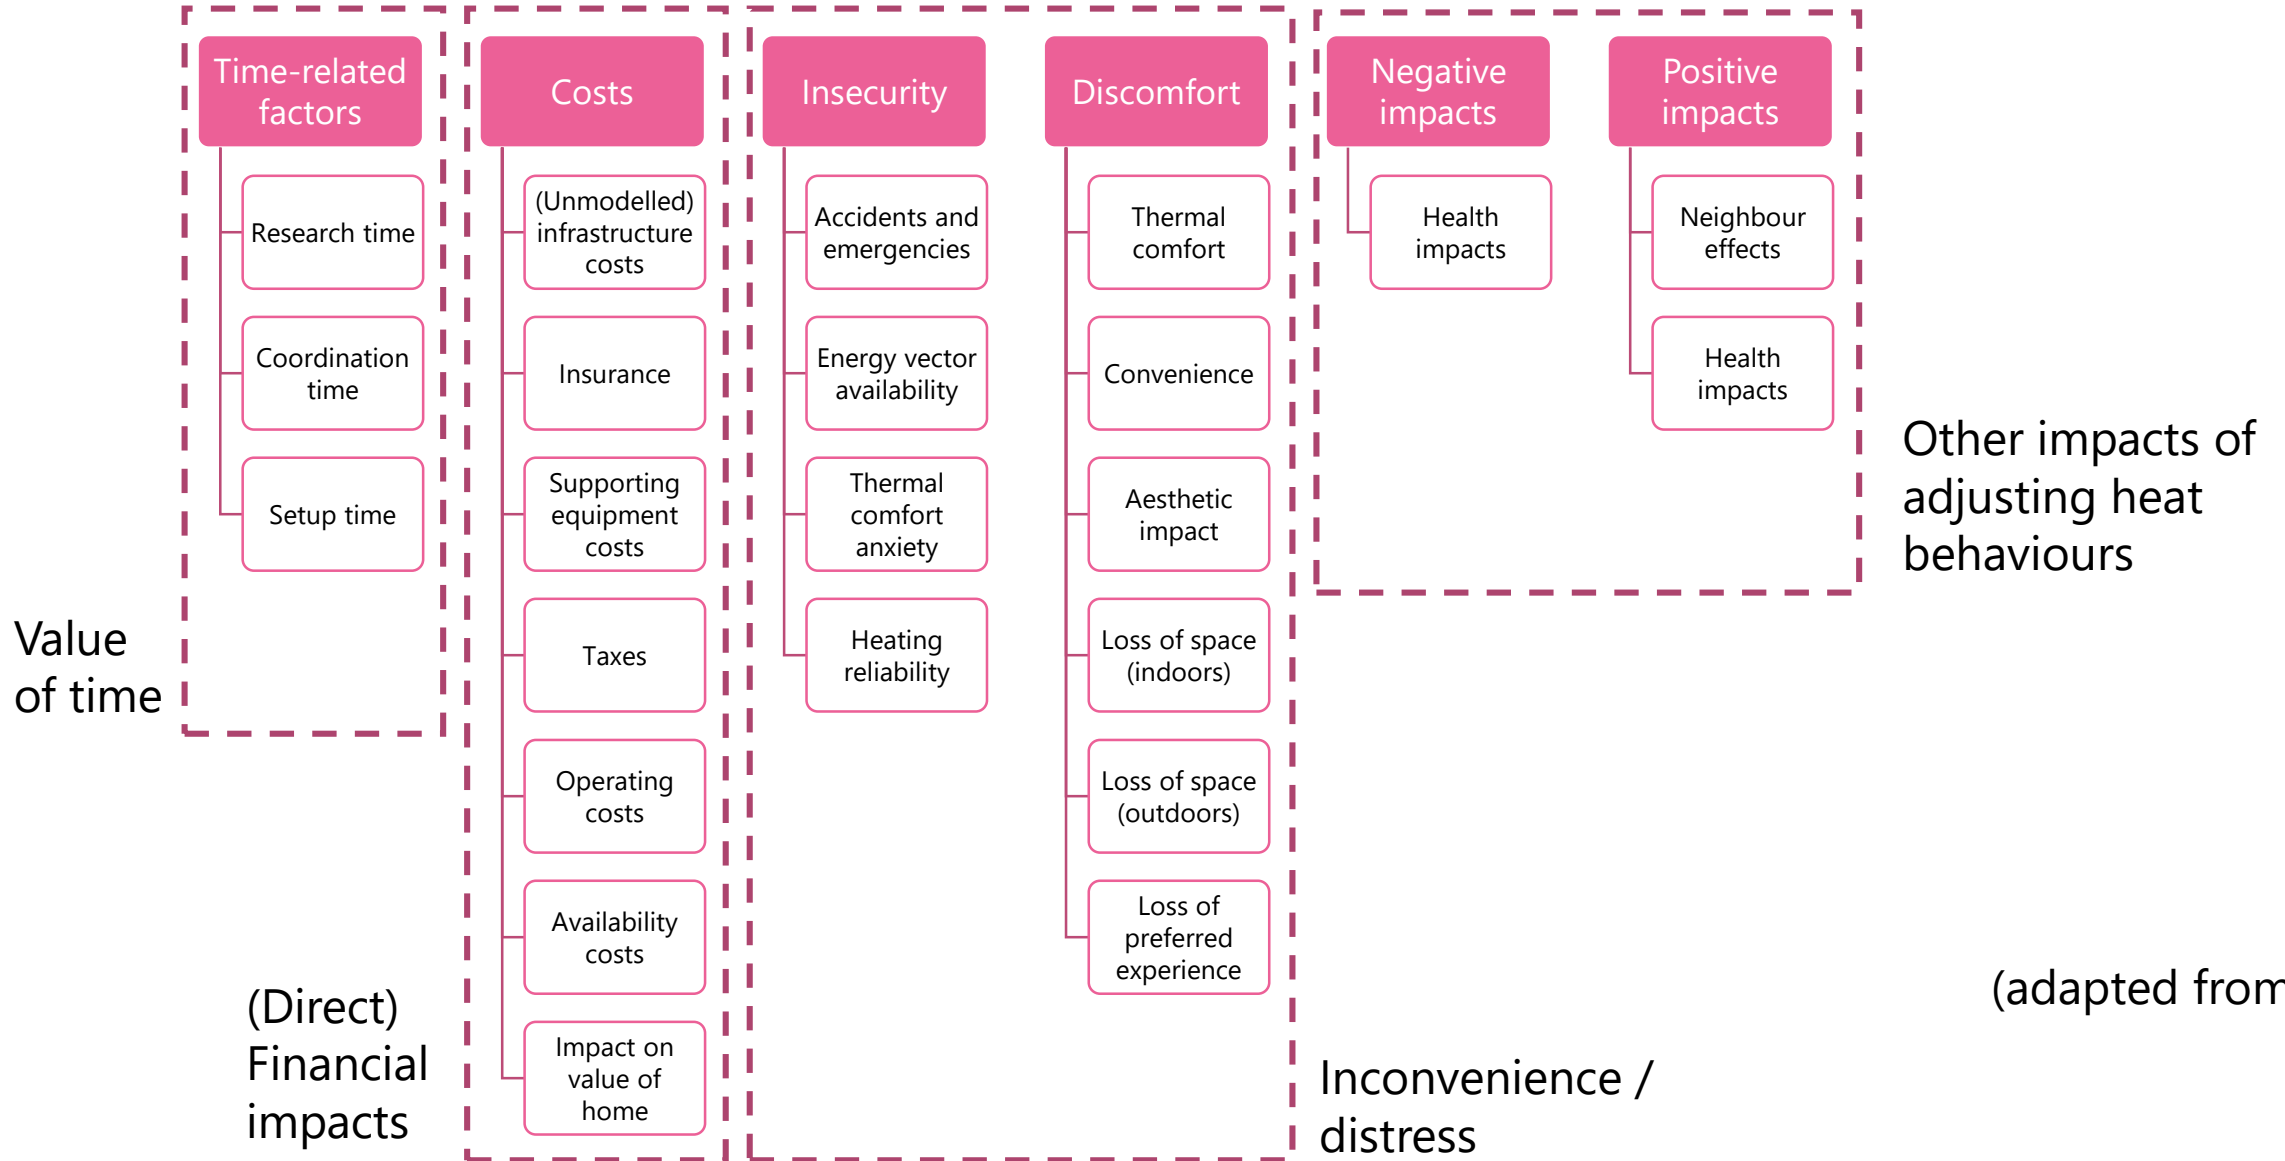 Time-related
factors
Research time
Coordination
time
Setup time
Value
of time
Costs
(Unmodelled)
infrastructure
costs
Insurance
Supporting
equipment
costs
Taxes
Operating
costs
Availability
costs
Impact on
value of
home
(Direct)
Financial
impacts
Insecurity
Accidents and
emergencies
Energy vector
availability
Thermal
comfort
anxiety
Heating
reliability
Discomfort
Thermal
comfort
Convenience
Aesthetic
impact
Loss of space
(indoors)
Loss of space
(outdoors)
Loss of
preferred
experience
Inconvenience /
distress
Negative
impacts
Health
impacts
Positive
impacts
Neighbour
effects
Health
impacts
Other impacts of
adjusting heat
behaviours
(adapted from